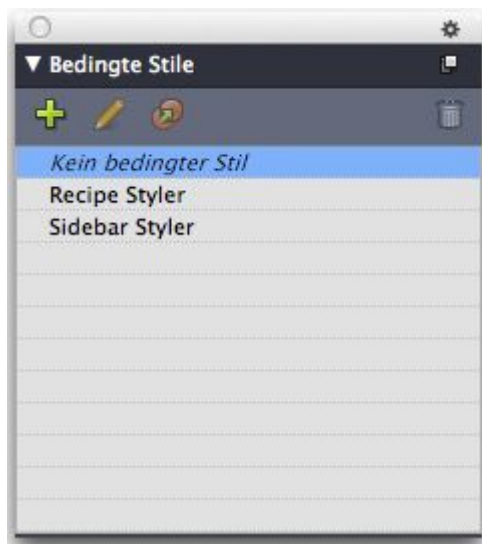 Bedingte Stile
Kein bedingter Stil
Recipe Styler
Sidebar Styler